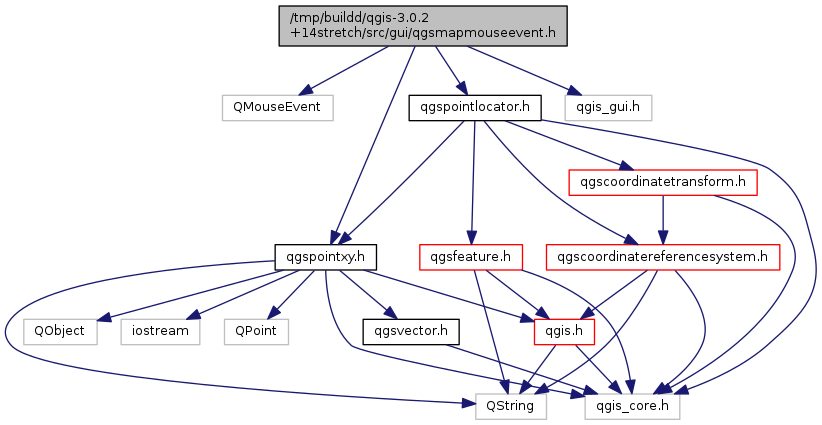 /tmp/buildd/qgis-3.0.2
+14stretch/src/gui/qgsmapmouseevent.h
QMouseEvent
qgspointlocator.h
qgis_gui.h
qgscoordinatetransform.h
qgspointxy.h
qgsfeature.h
qgscoordinatereferencesystem.h
QObject
iostream
QPoint
qgsvector.h
qgis.h
QString
qgis_core.h